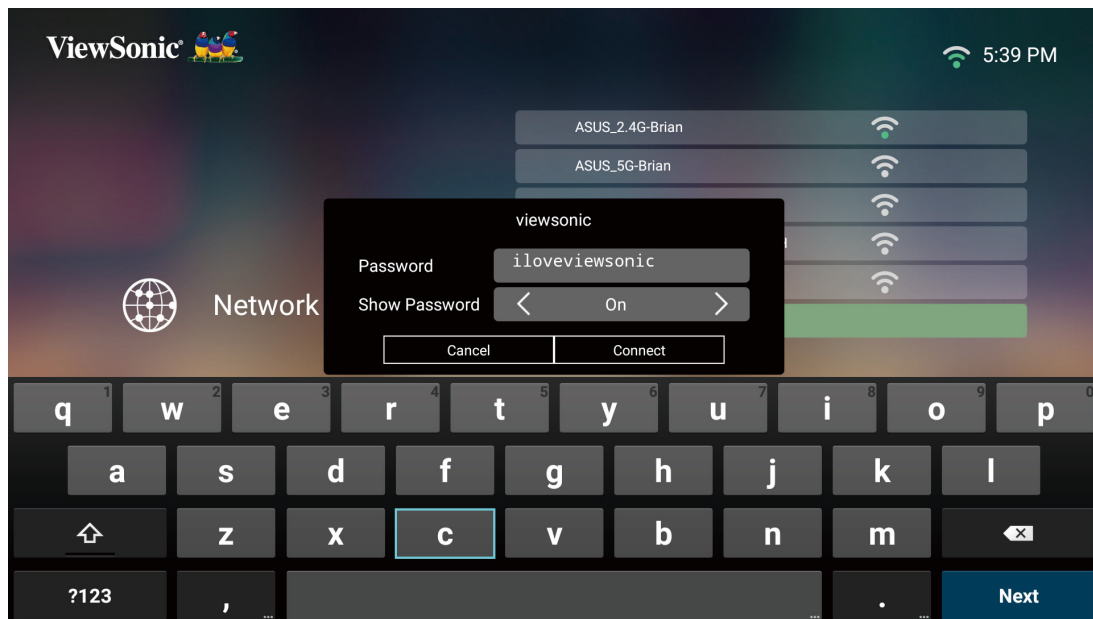 ViewSonic
5:39 PM
ASUS_2.4G-Brian
ASUS_5G-Brian
viewsonic
Password
iloveviewsonic
Network
Show Password
On
Cancel
Connect
q 1 w 2 e 3 r 4 t 5 y 6 u 7 i 8 o 9 p 0
a s d f g h j k l
z x c v b n m
?123 , . Next